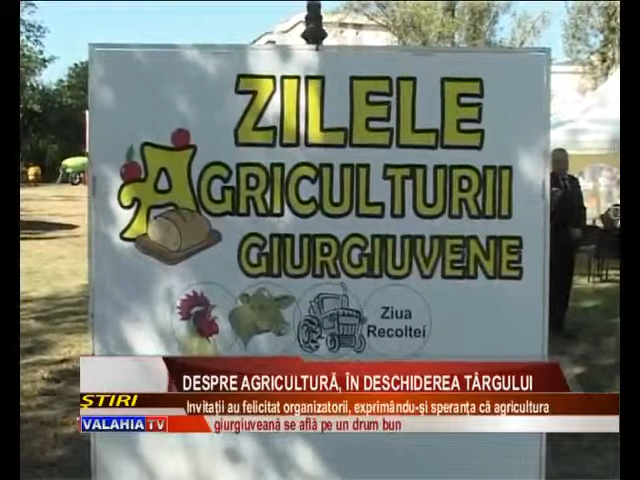 ZILELE
AGRICULTURII
GIURGIUVENE
Ziua
Recoltei
DESPRE AGRICULTURĂ, ÎN DESCHIDEREA TÂRGULUI
ŞTIRI
Invitaţii au felicitat organizatorii, exprimându-şi speranţa că agricultura
VALAHIA TV
giurgiuveană se află pe un drum bun